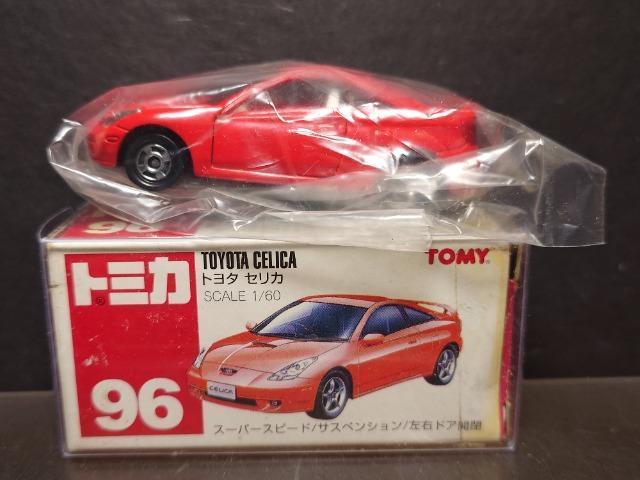 96
トミカ
TOYOTA CELICA
トヨタ セリカ
SCALE 1/60
TOMY
CELICA
96
スーパースピード/サスペンション/左右ドア開閉